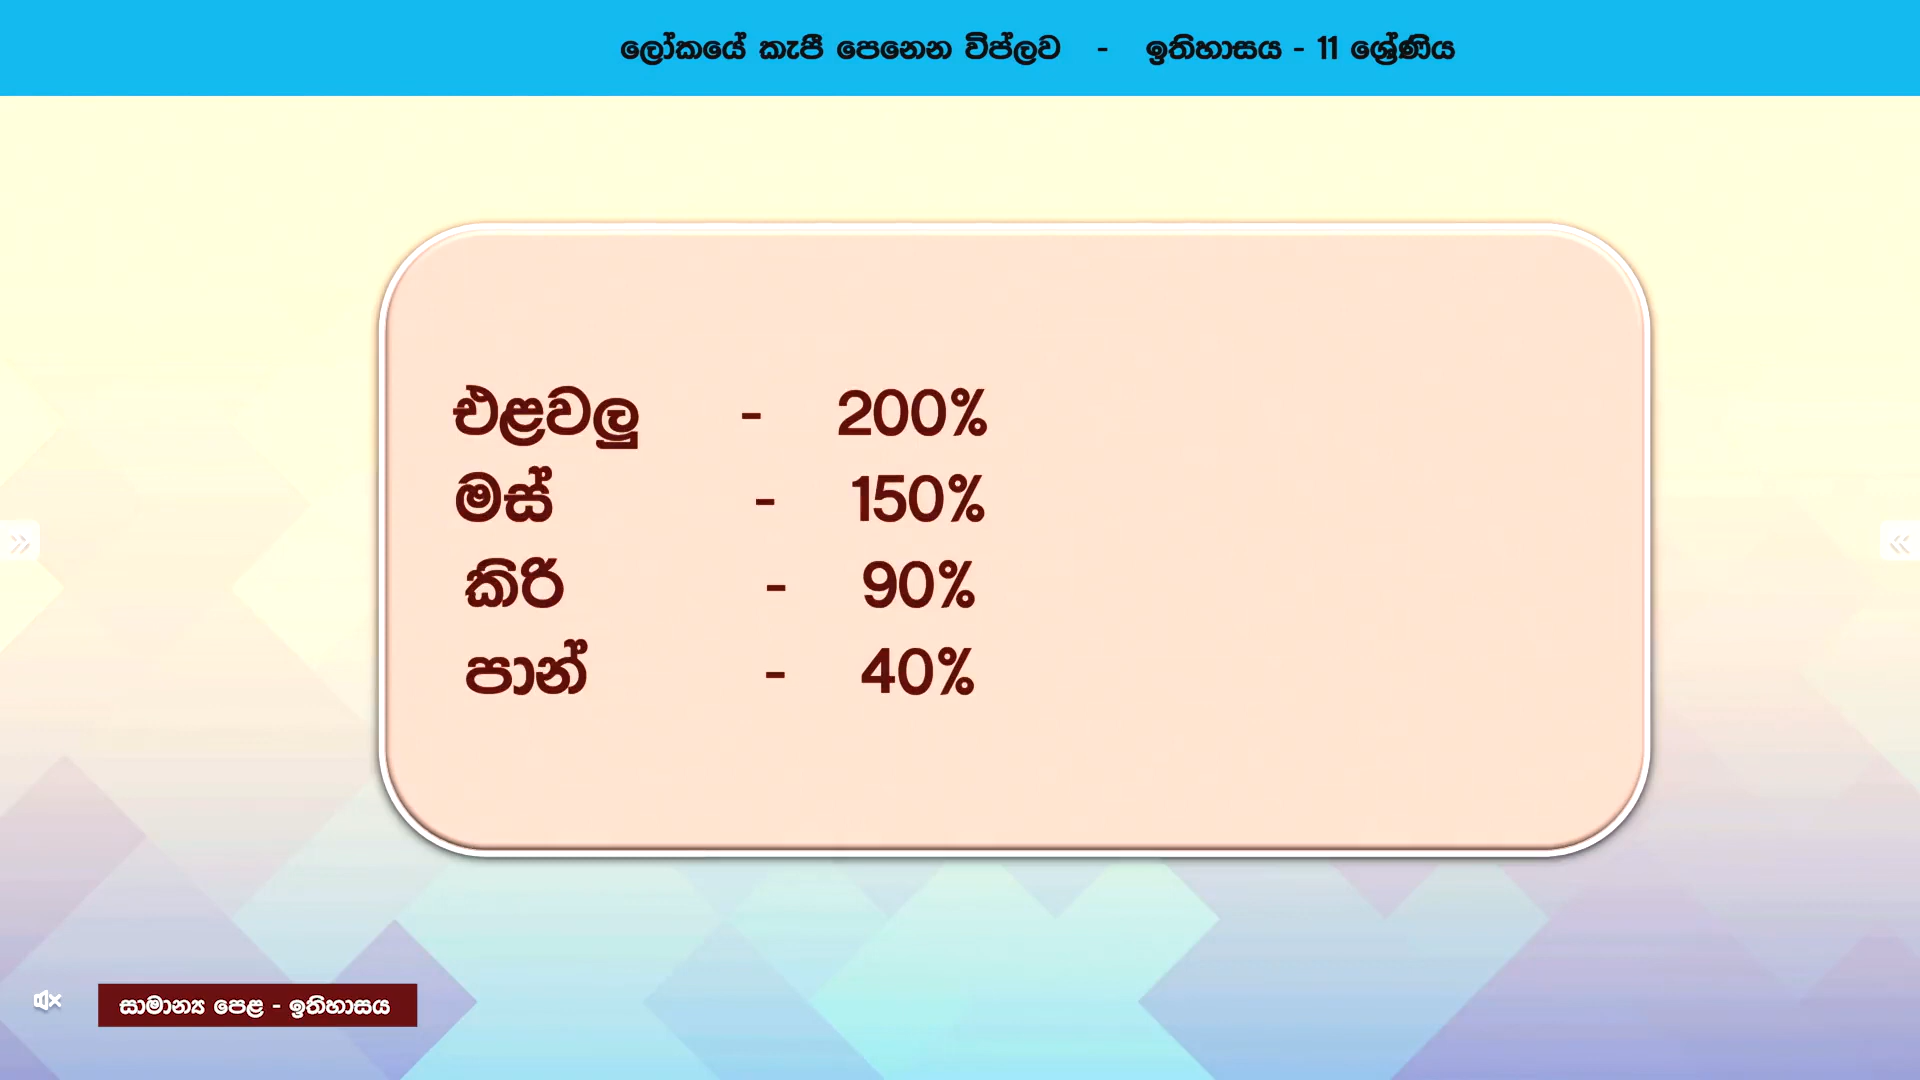 ලෝකයේ කැපී පෙනෙන විප්ලව - ඉතිහාසය - 11 ශ්‍රේණිය
එළවලු - 200%
මස් - 150%
කිරි - 90%
පාන් - 40%
සාමාන්‍ය පෙළ - ඉතිහාසය